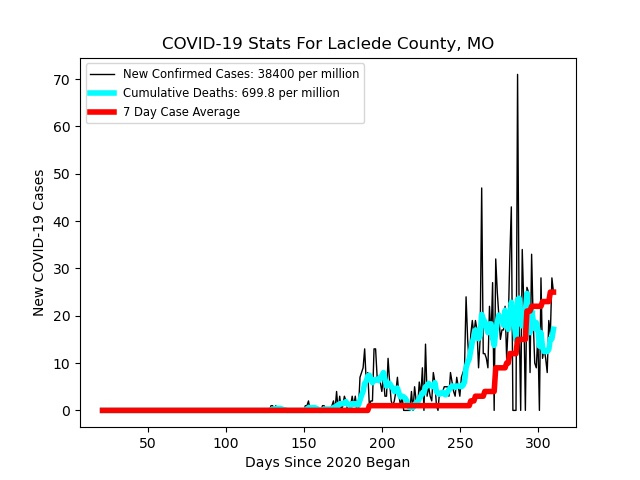 COVID-19 Stats For Laclede County, MO
New Confirmed Cases: 38400 per million
Cumulative Deaths: 699.8 per million
7 Day Case Average
New COVID-19 Cases
70
60
50
40
30
20
10
0
50 100 150 200 250 300
Days Since 2020 Began